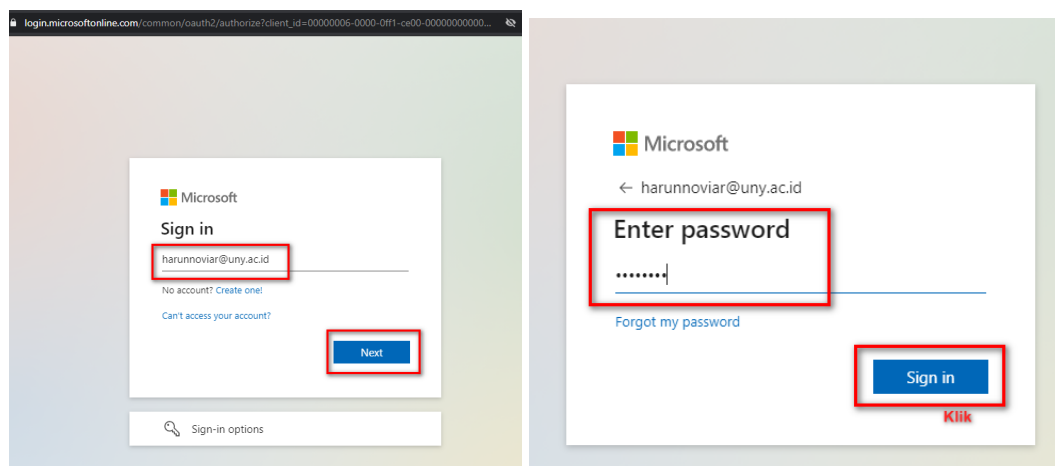 login.microsoftonline.com/common/oauth2/authorize?client_id=00000006-0000-0ff1-ce00-00000000000...
Microsoft
Sign in
harunnoviar@uny.ac.id
No account? Create one!
Can't access your account?
Next
Sign-in options
Microsoft
← harunnoviar@uny.ac.id
Enter password
••••••••
Forgot my password
Sign in
Klik